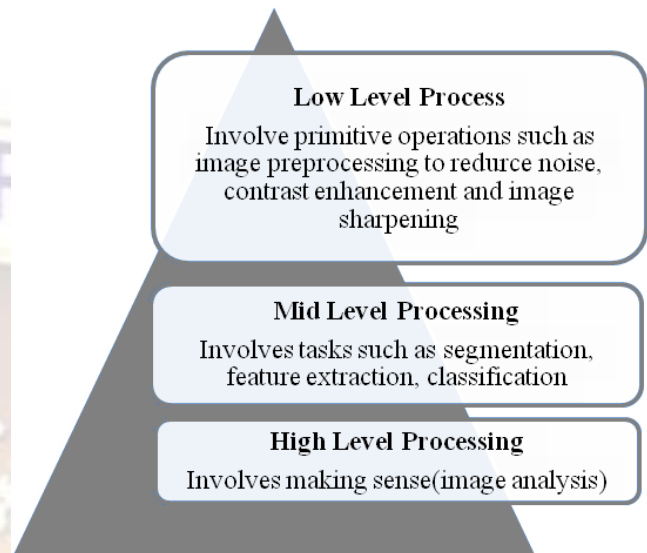 Low Level Process
Involve primitive operations such as
image preprocessing to redurce noise,
contrast enhancement and image
sharpening
Mid Level Processing
Involves tasks such as segmentation,
feature extraction, classification
High Level Processing
Involves making sense(image analysis)